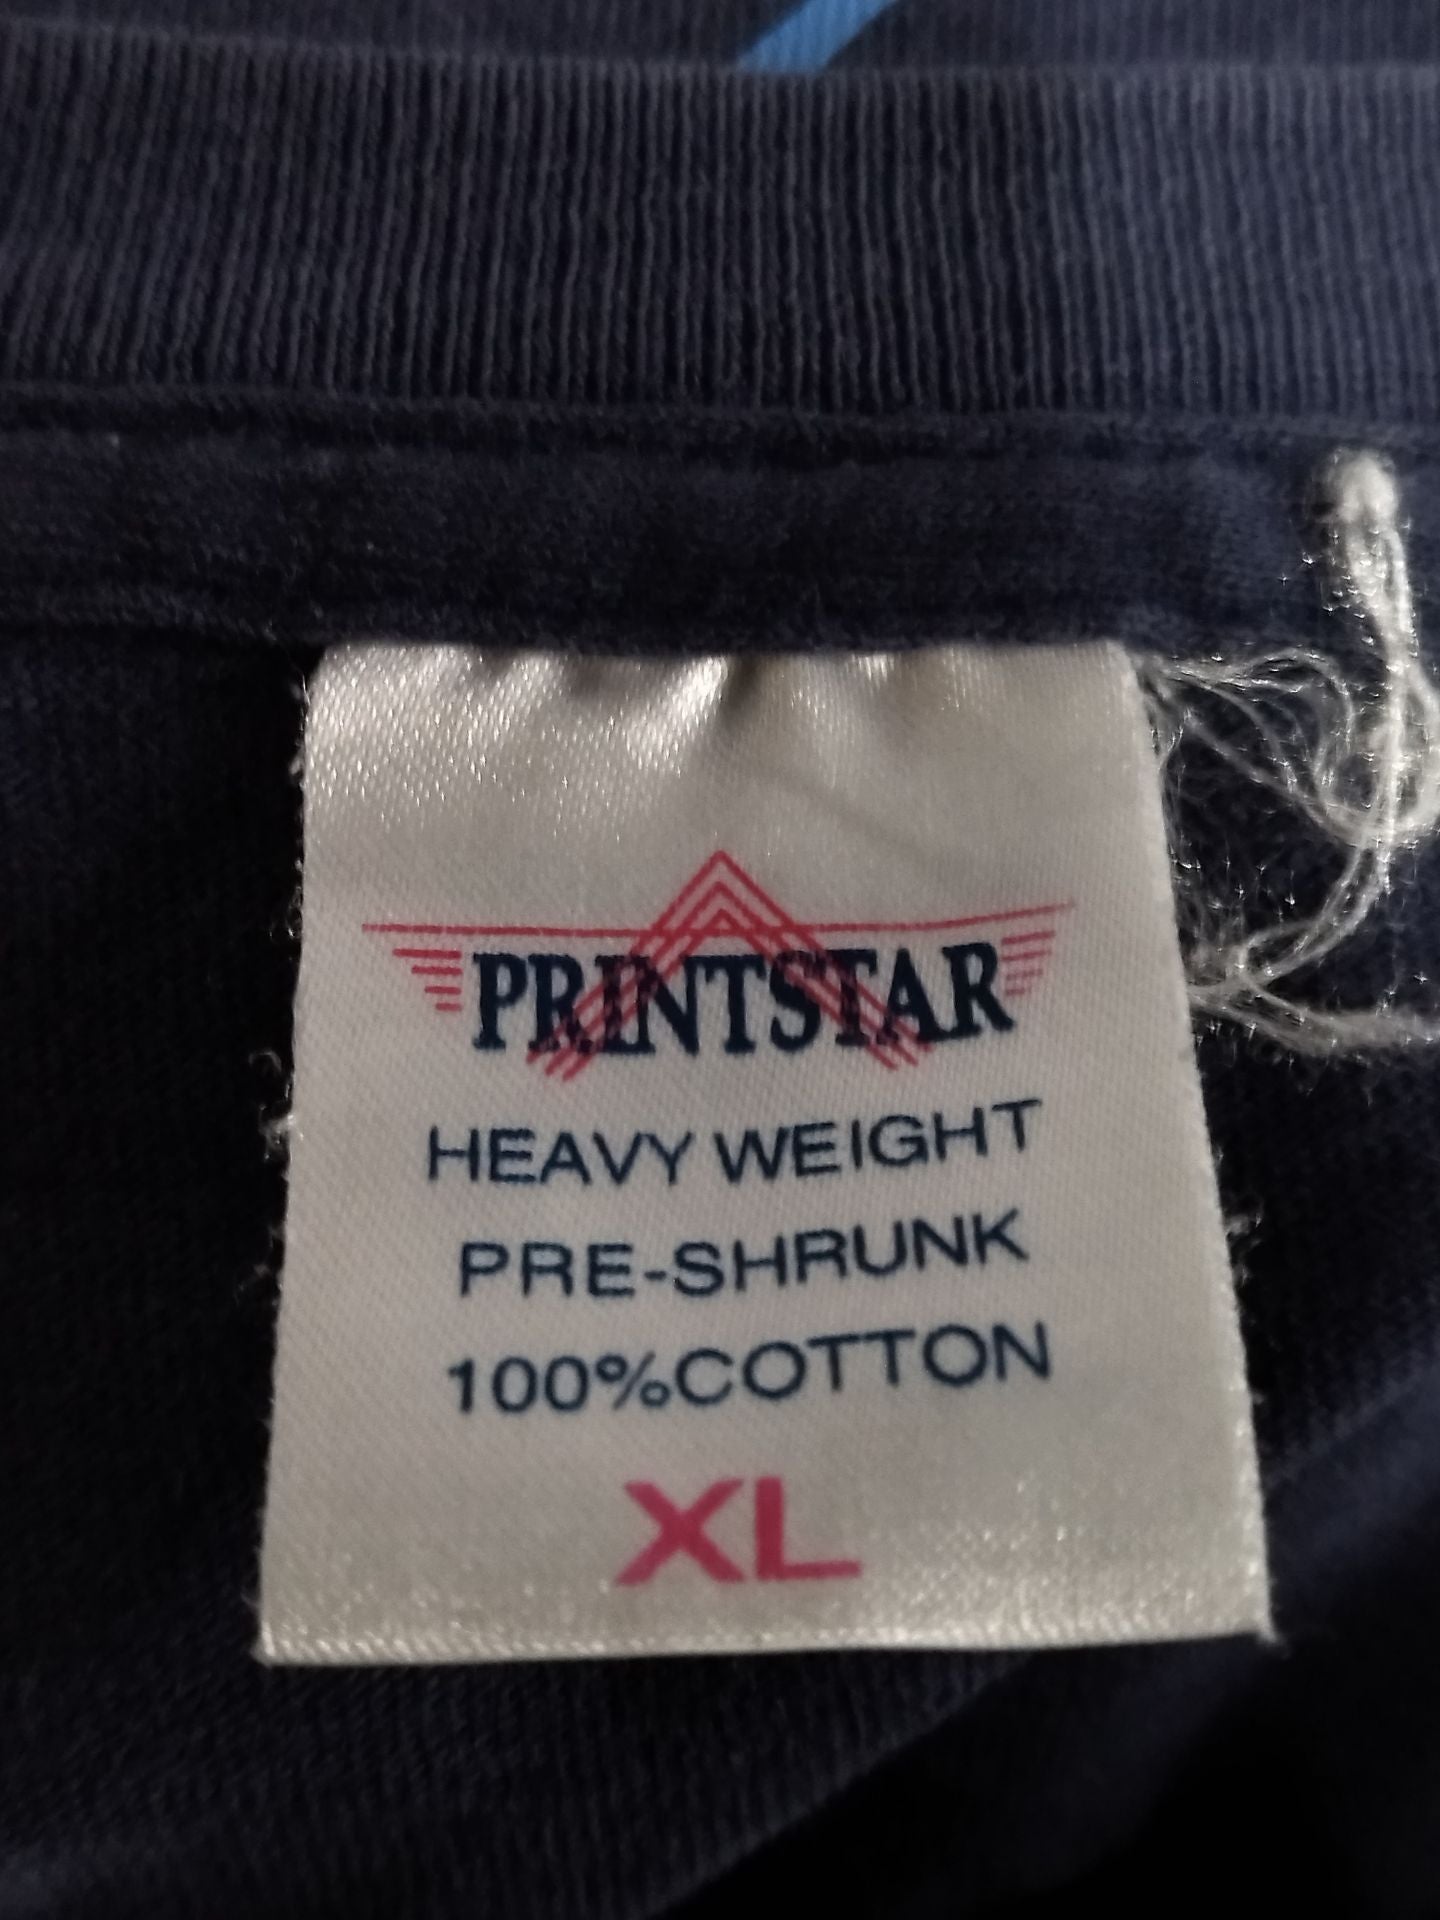 PRINTSTAR
HEAVY WEIGHT
PRE-SHRUNK
100%COTTON
XL